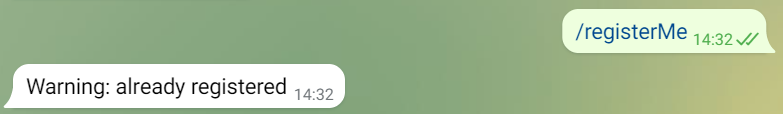 /registerMe 14:32
Warning: already registered 14:32